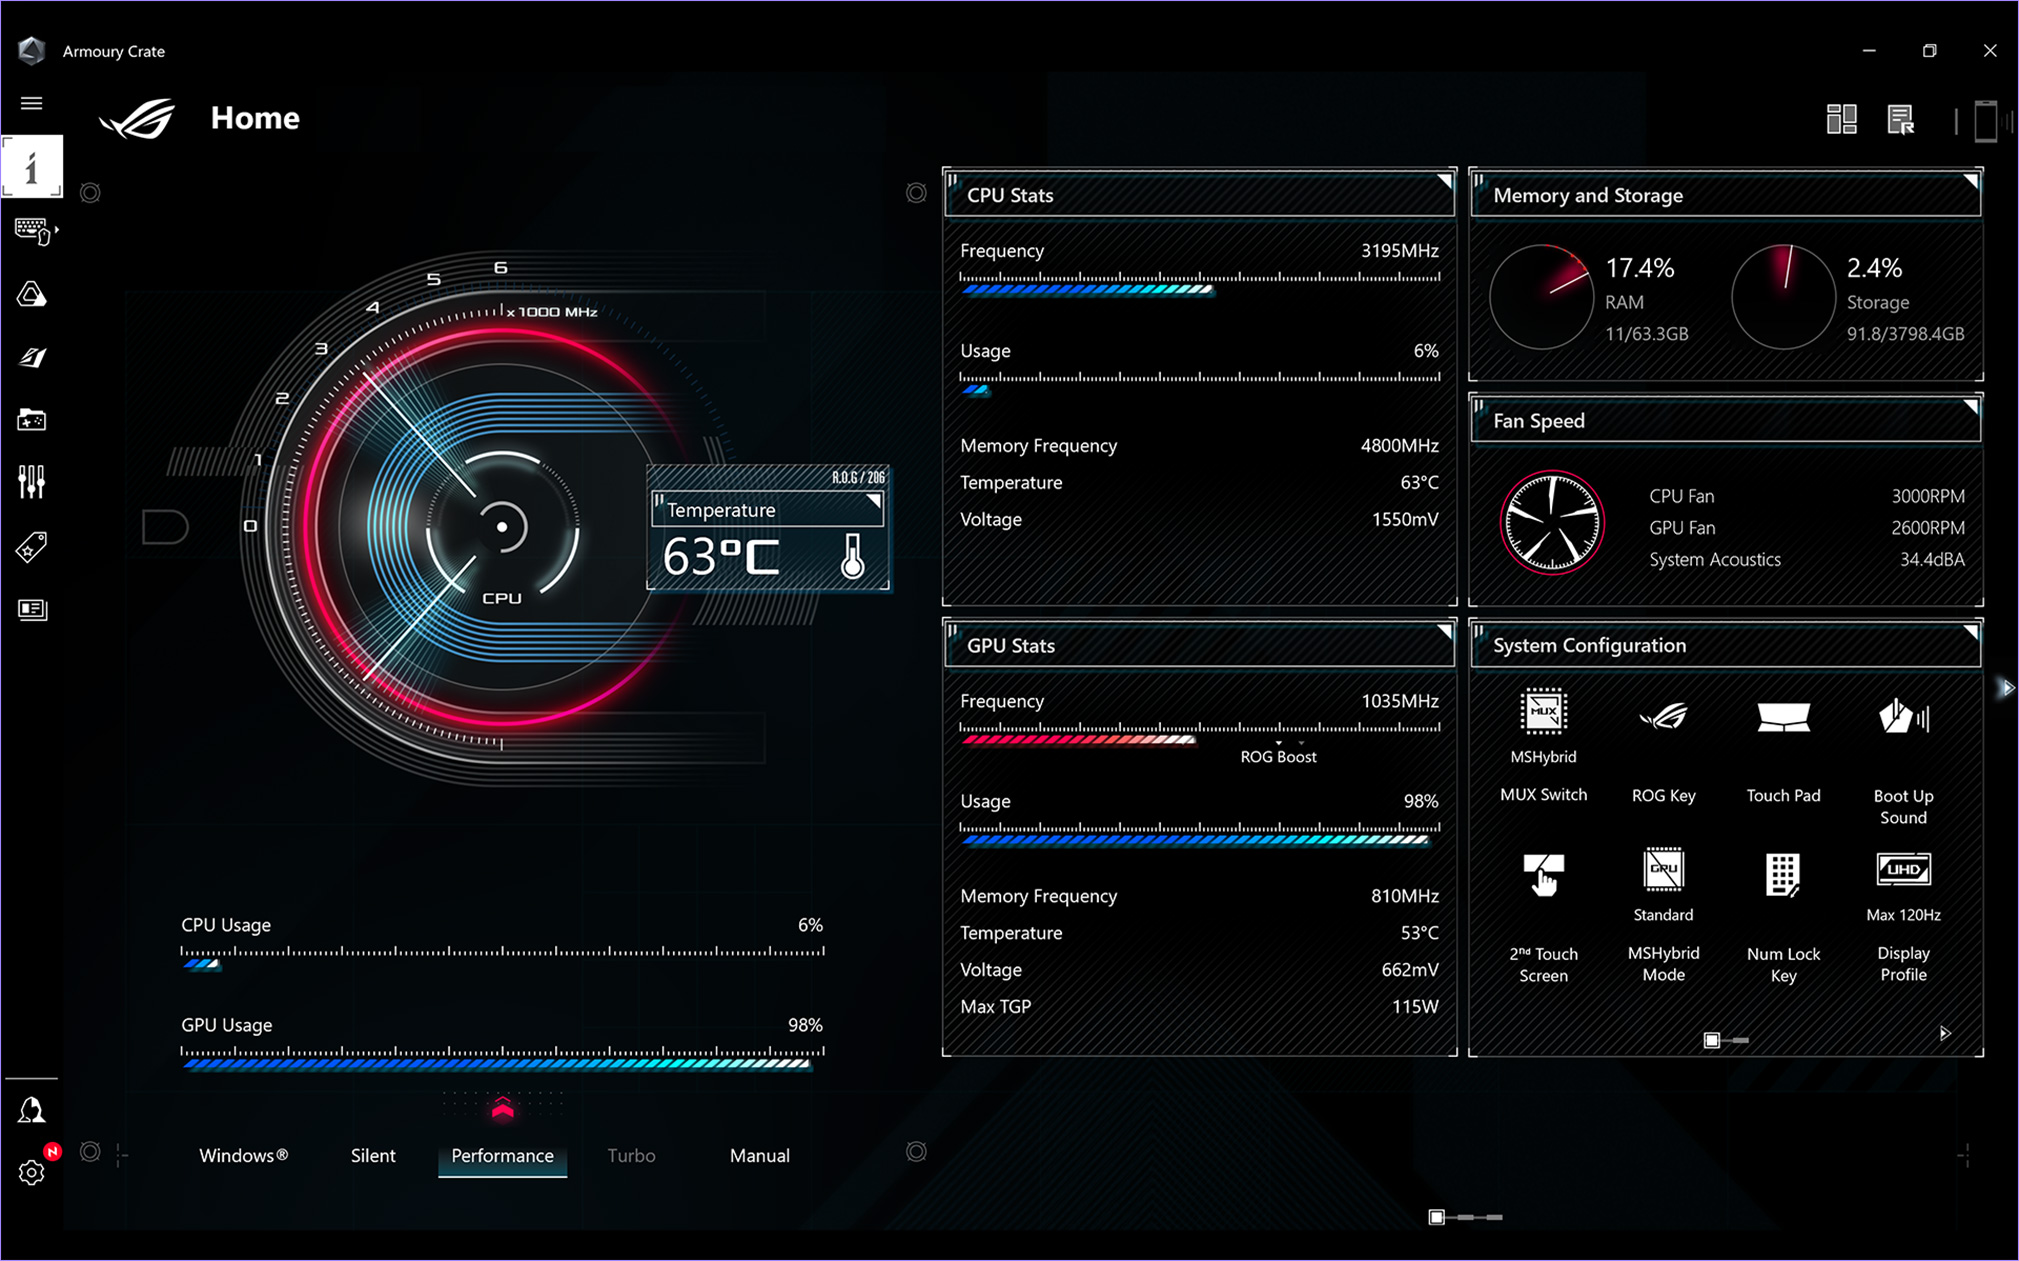 Armoury Crate
Home
6
5
4
3
2
1
0
x 1000 MHz
CPU
R.O.G / 206
Temperature
63°C
CPU Usage 6%
GPU Usage 98%
Windows® Silent Performance Turbo Manual
CPU Stats
Frequency 3195MHz
Usage 6%
Memory Frequency 4800MHz
Temperature 63°C
Voltage 1550mV
GPU Stats
Frequency 1035MHz
ROG Boost
Usage 98%
Memory Frequency 810MHz
Temperature 53°C
Voltage 662mV
Max TGP 115W
Memory and Storage
17.4% 2.4%
RAM Storage
11/63.3GB 91.8/3798.4GB
Fan Speed
CPU Fan 3000RPM
GPU Fan 2600RPM
System Acoustics 34.4dBA
System Configuration
MUX
MSHybrid
MUX Switch ROG Key Touch Pad Boot Up
Sound
GPU UHD
Standard Max 120Hz
2nd Touch MSHybrid Num Lock Display
Screen Mode Key Profile
N